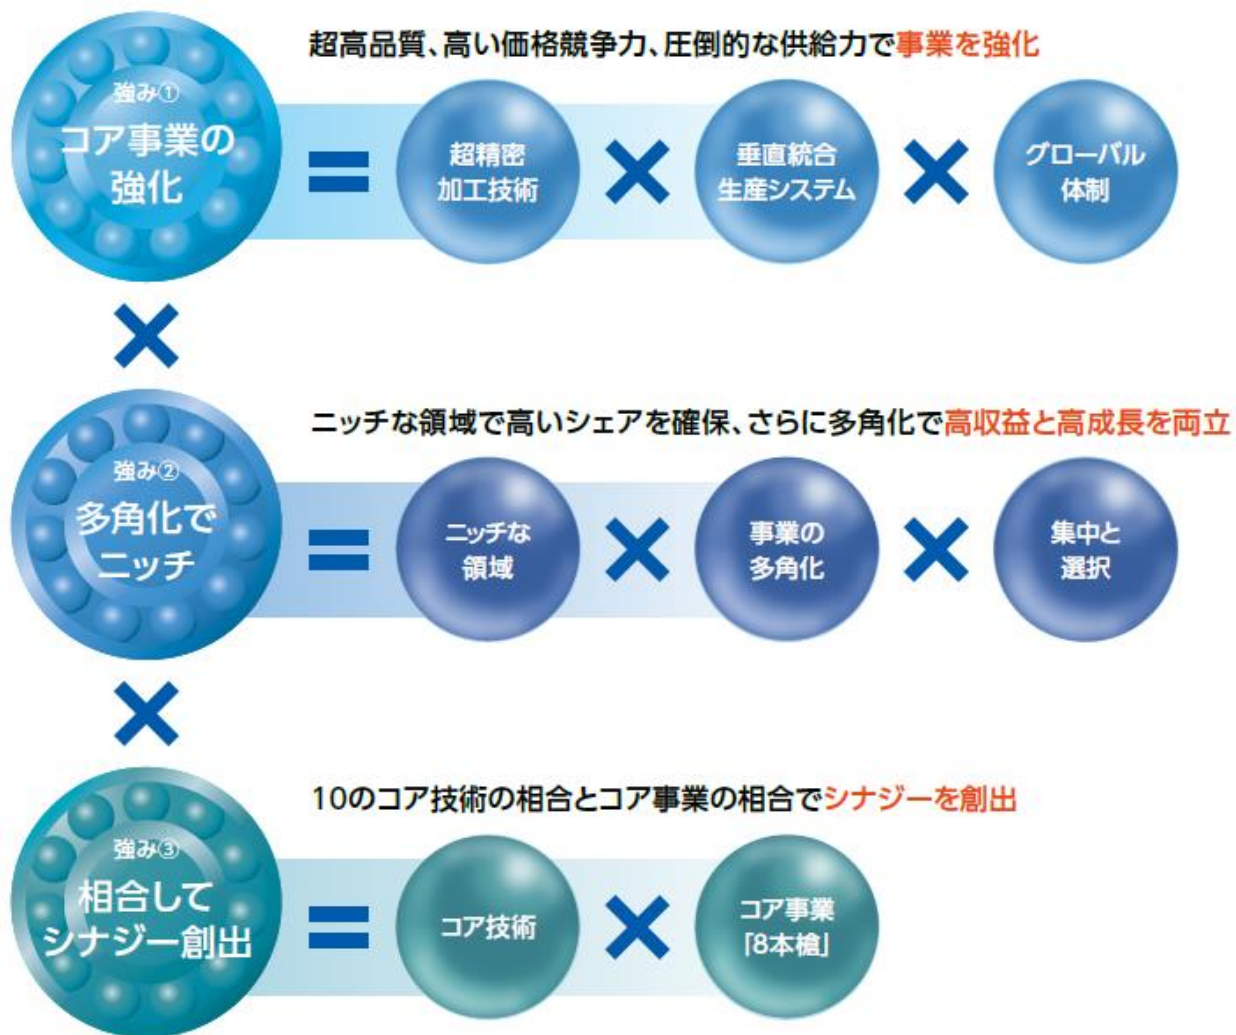 超高品質、高い価格競争力、圧倒的な供給力で事業を強化
強み①
コア事業の
強化
=
超精密
加工技術
×
垂直統合
生産システム
×
グローバル
体制
×
ニッチな領域で高いシェアを確保、さらに多角化で高収益と高成長を両立
強み②
多角化で
ニッチ
=
ニッチな
領域
×
事業の
多角化
×
集中と
選択
×
10のコア技術の相合とコア事業の相合でシナジーを創出
強み③
相合して
シナジー創出
=
コア技術
×
コア事業
「8本槍」